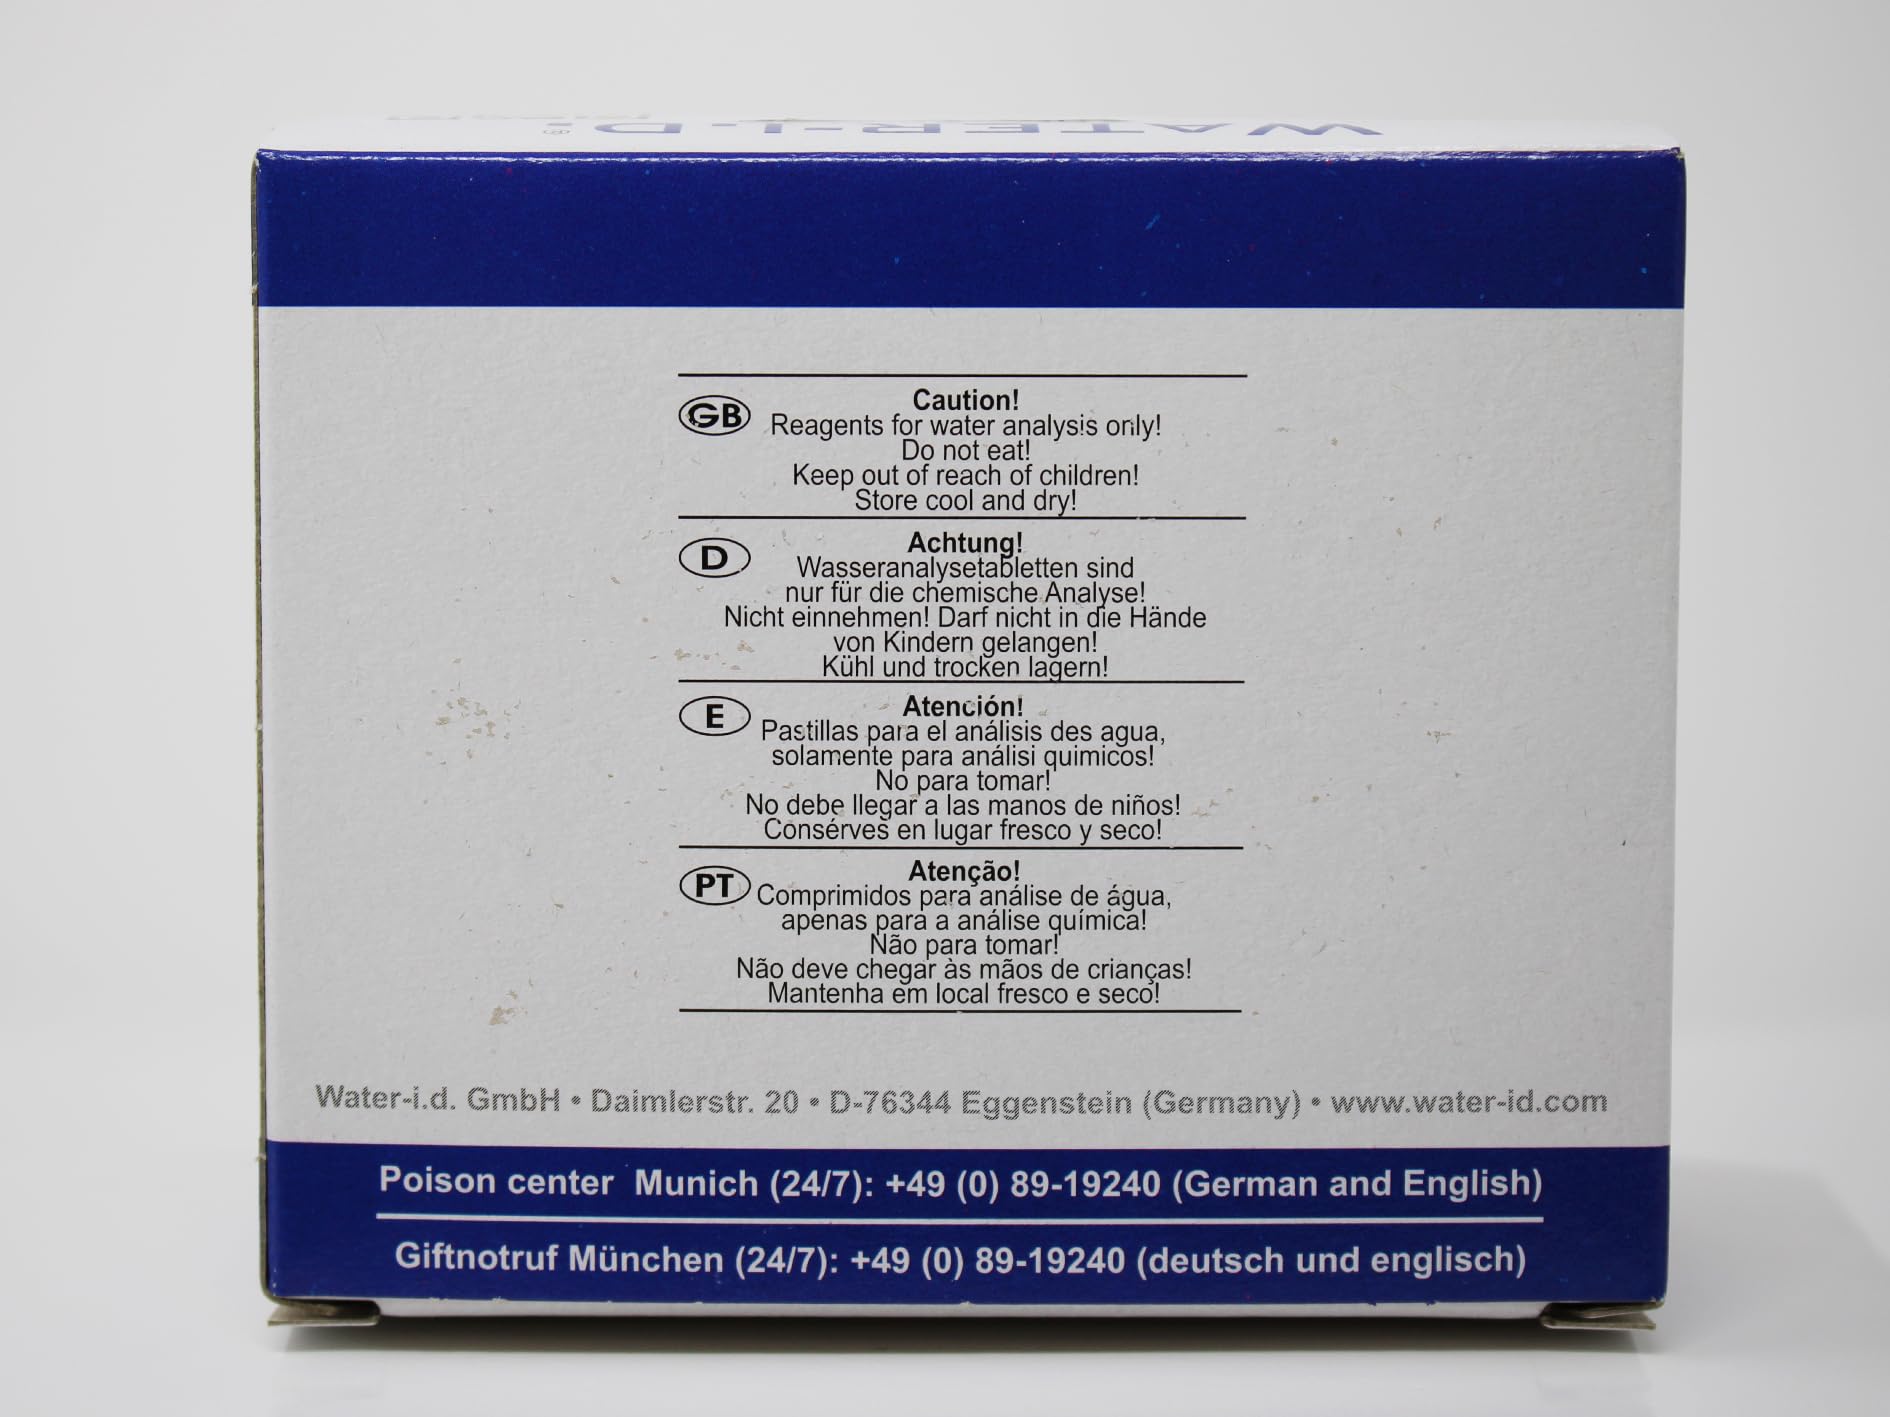 WATER-I.D.®
GB
Caution!
Reagents for water analysis only!
Do not eat!
Keep out of reach of children!
Store cool and dry!
D
Achtung!
Wasseranalysetabletten sind
nur für die chemische Analyse!
Nicht einnehmen! Darf nicht in die Hände
von Kindern gelangen!
Kühl und trocken lagern!
E
Atención!
Pastillas para el análisis des agua,
solamente para análisi quimicos!
No para tomar!
No debe llegar a las manos de niños!
Consérves en lugar fresco y seco!
PT
Atenção!
Comprimidos para análise de água,
apenas para a análise química!
Não para tomar!
Não deve chegar às mãos de crianças!
Mantenha em local fresco e seco!
Water-i.d. GmbH • Daimlerstr. 20 • D-76344 Eggenstein (Germany) • www.water-id.com
Poison center Munich (24/7): +49 (0) 89-19240 (German and English)
Giftnotruf München (24/7): +49 (0) 89-19240 (deutsch und englisch)